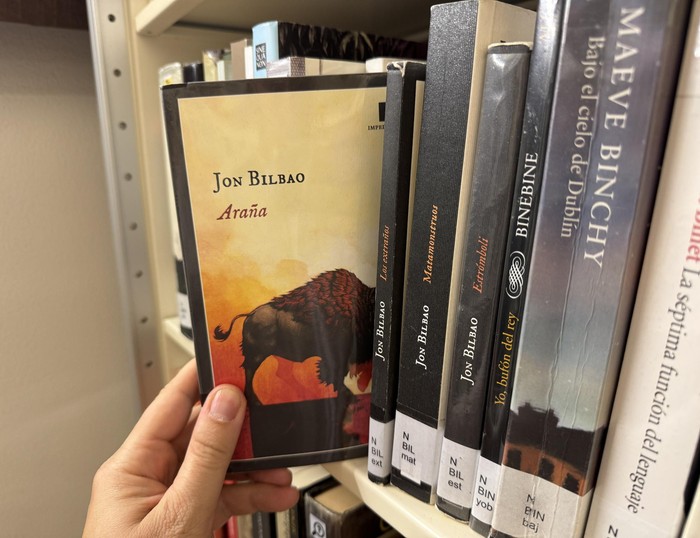 JON BILBAO
Araña
JON BILBAO Los extraños
N
BIL
ext
JON BILBAO Matamonstruos
N
BIL
mat
JON BILBAO Estrómboli
N
BIL
est
Yo, bufón del rey BINEBINE
N
BIN
yob
MAEVE BINCHY
Bajo el cielo de Dublín
N
BIN
baj
La séptima función del lenguaje